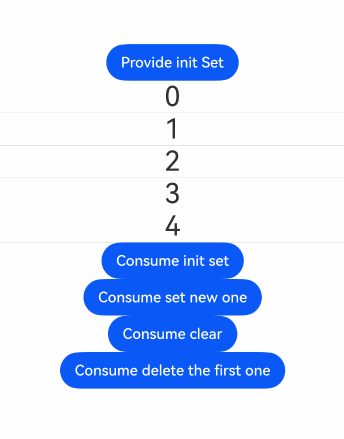 Provide init Set
0
1
2
3
4
Consume init set
Consume set new one
Consume clear
Consume delete the first one